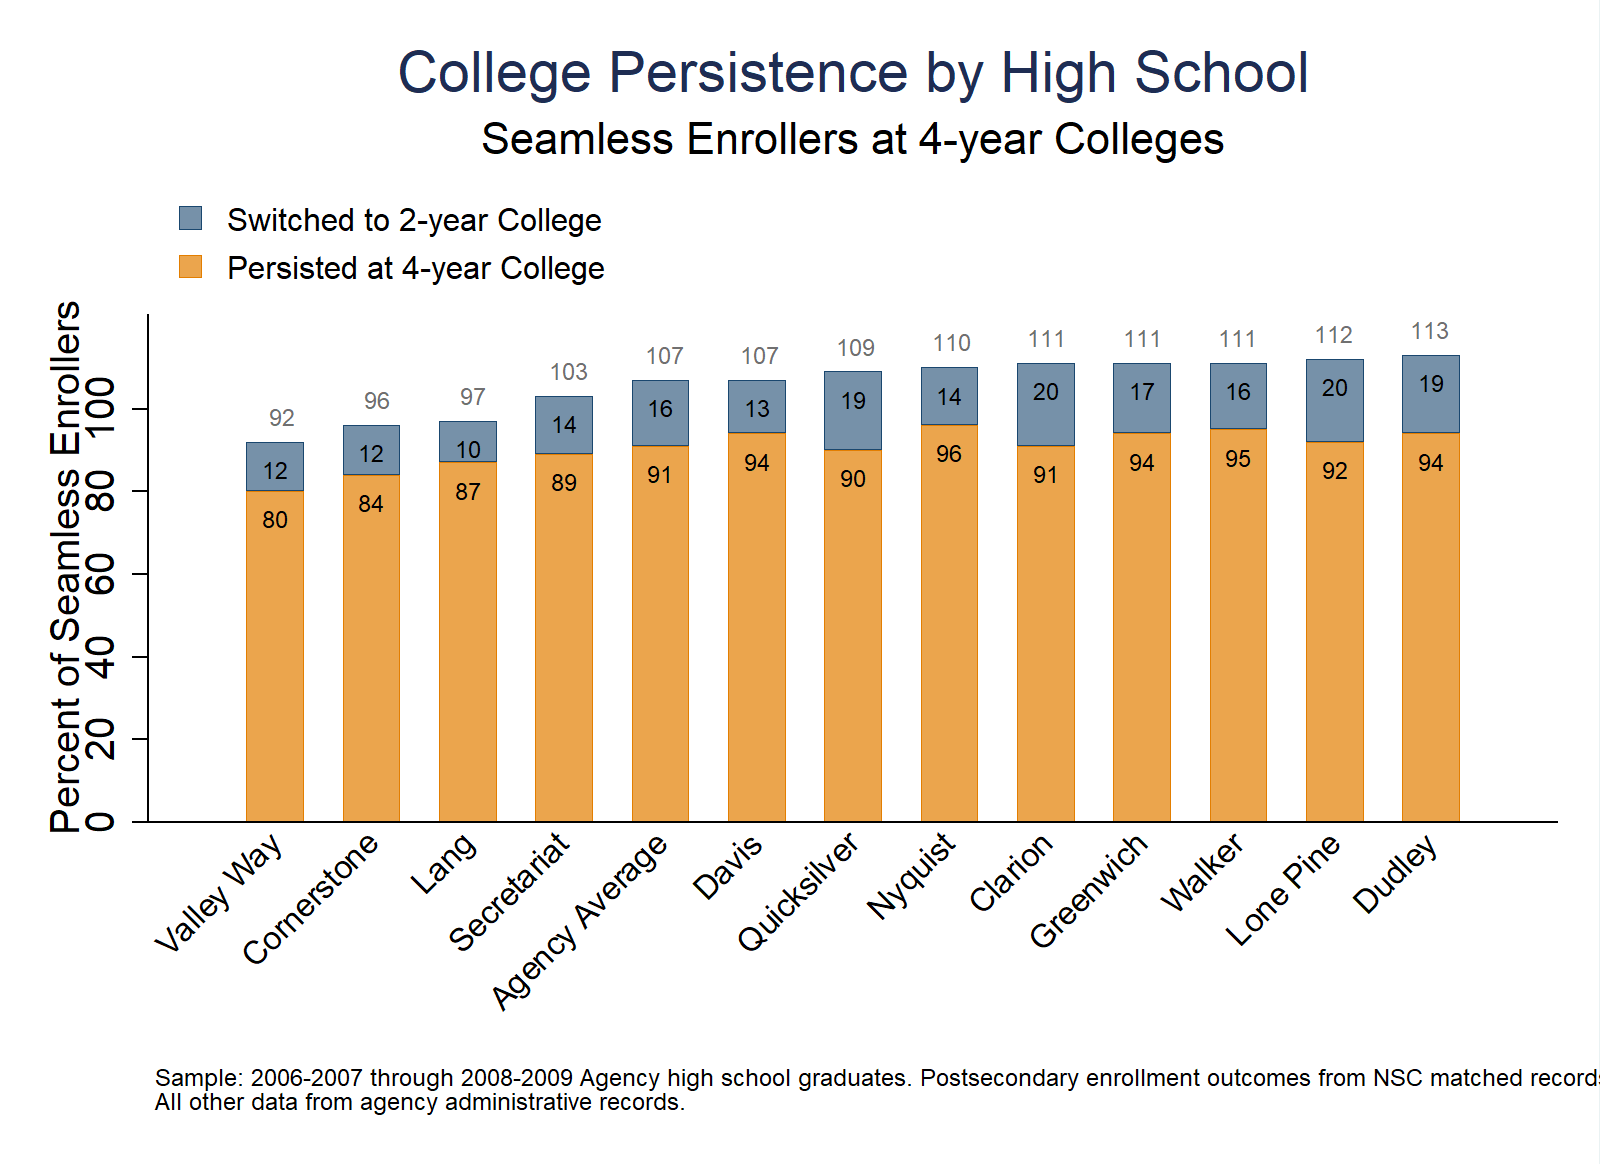 College Persistence by High School
Seamless Enrollers at 4-year Colleges
Switched to 2-year College
Persisted at 4-year College
Percent of Seamless Enrollers
100
80
60
40
20
0
92 96 97 103 107 107 109 110 111 111 111 112 113
12 12 10 14 16 13 19 14 20 17 16 20 19
80 84 87 89 91 94 90 96 91 94 95 92 94
Valley Way
Cornerstone
Lang
Secretariat
Agency Average
Davis
Quicksilver
Nyquist
Clarion
Greenwich
Walker
Lone Pine
Dudley
Sample: 2006-2007 through 2008-2009 Agency high school graduates. Postsecondary enrollment outcomes from NSC matched records
All other data from agency administrative records.